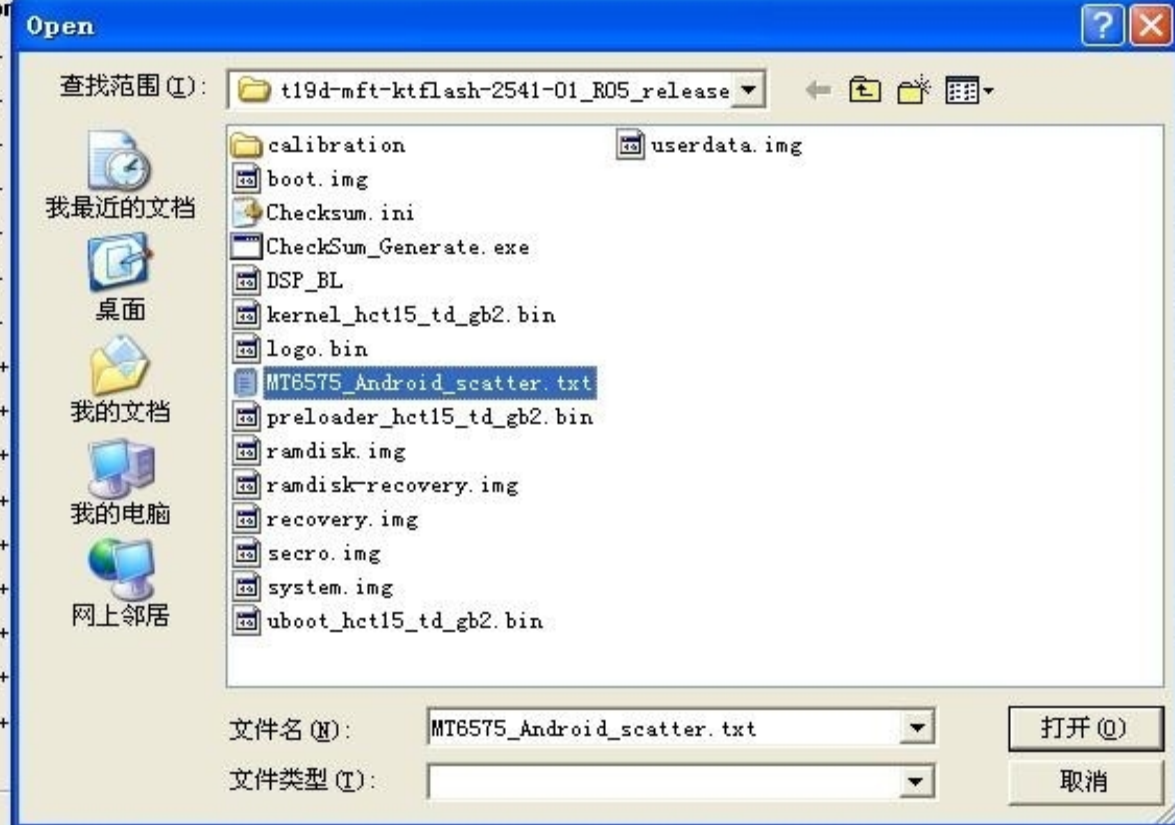 Open
查找范围(I):
t19d-mft-ktflash-2541-01_R05_release
我最近的文档
桌面
我的文档
我的电脑
网上邻居
calibration
boot.img
Checksum.ini
CheckSum_Generate.exe
DSP_BL
kernel_hct15_td_gb2.bin
logo.bin
MT6575_Android_scatter.txt
preloader_hct15_td_gb2.bin
ramdisk.img
ramdisk-recovery.img
recovery.img
secro.img
system.img
uboot_hct15_td_gb2.bin
userdata.img
文件名(N):
MT6575_Android_scatter.txt
打开(O)
文件类型(T):
取消